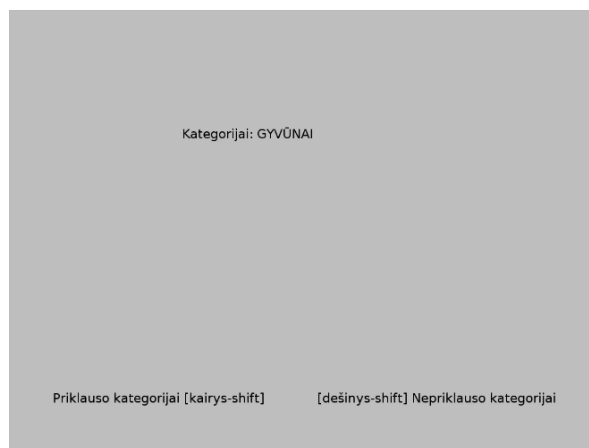 Kategorijai: GYVŪNAI
Priklauso kategorijai [kairys-shift] [dešinys-shift] Nepriklauso kategorijai